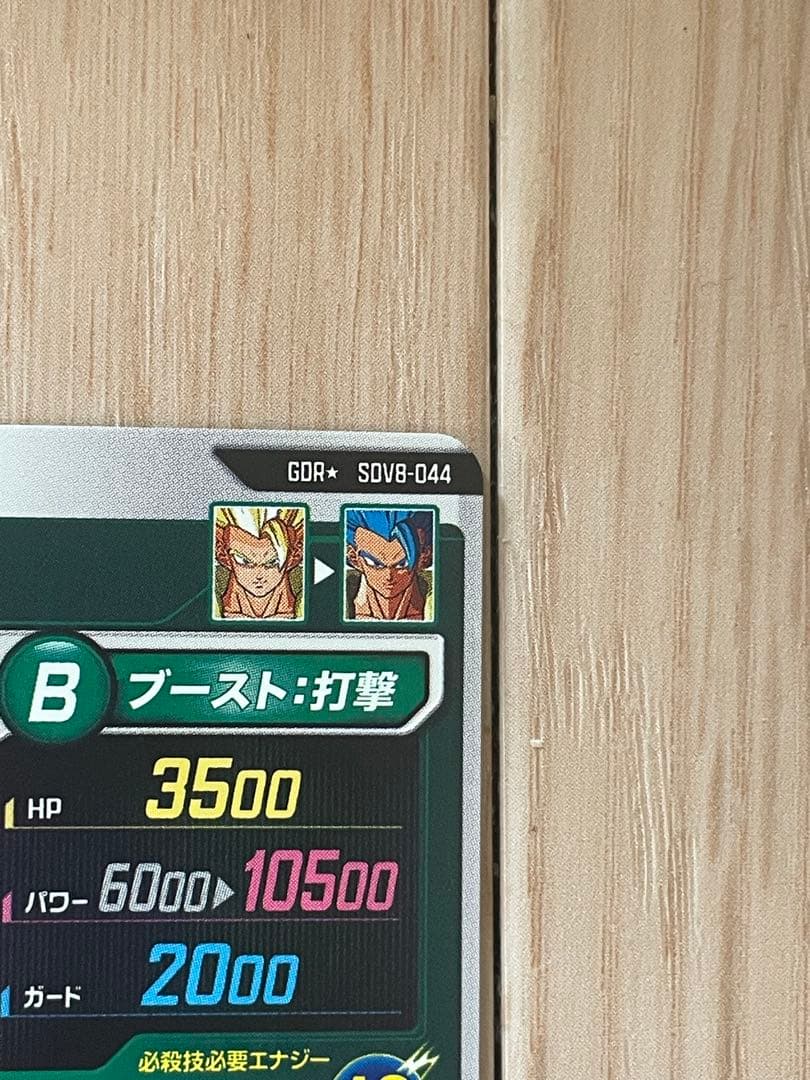 GDR★ SDV8-044
B ブースト:打撃
HP 3500
パワー 6000▶10500
ガード 2000
必殺技必要エナジー